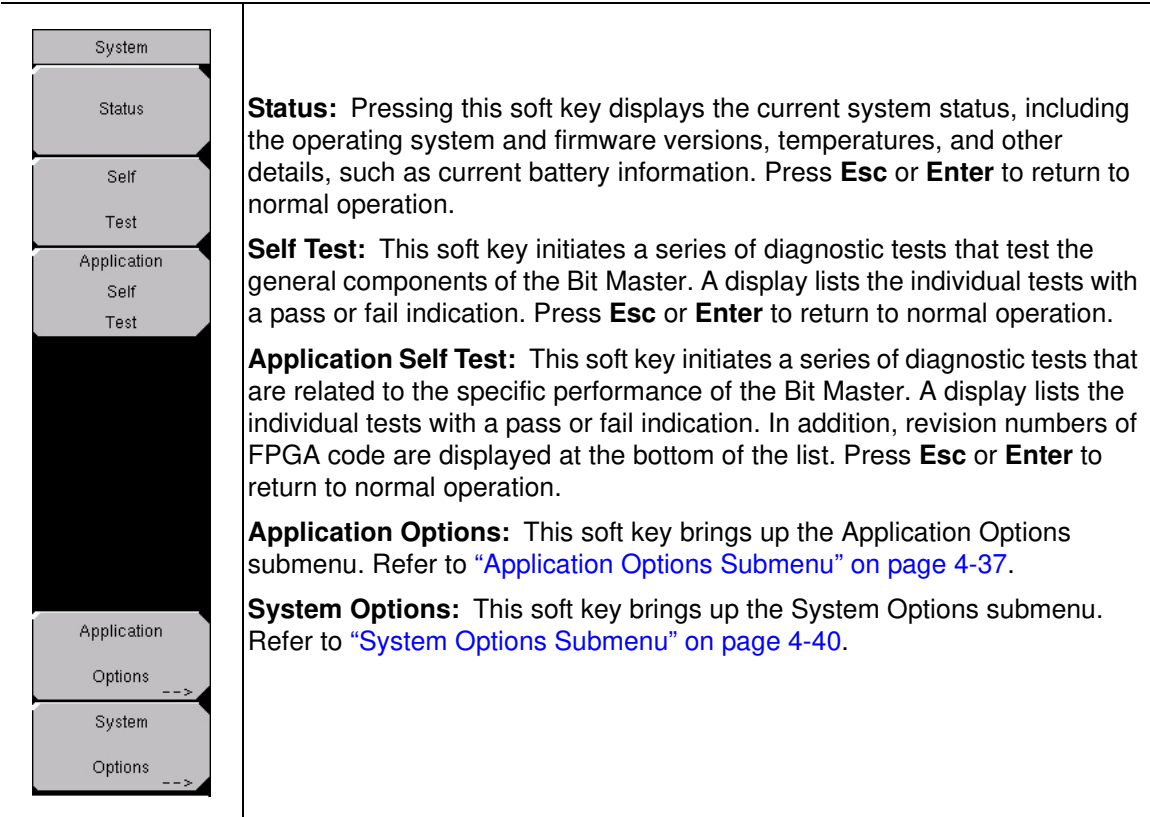 System
Status
Self
Test
Application
Self
Test
Application
Options
-->
System
Options
-->
Status: Pressing this soft key displays the current system status, including
the operating system and firmware versions, temperatures, and other
details, such as current battery information. Press Esc or Enter to return to
normal operation.
Self Test: This soft key initiates a series of diagnostic tests that test the
general components of the Bit Master. A display lists the individual tests with
a pass or fail indication. Press Esc or Enter to return to normal operation.
Application Self Test: This soft key initiates a series of diagnostic tests that
are related to the specific performance of the Bit Master. A display lists the
individual tests with a pass or fail indication. In addition, revision numbers of
FPGA code are displayed at the bottom of the list. Press Esc or Enter to
return to normal operation.
Application Options: This soft key brings up the Application Options
submenu. Refer to “Application Options Submenu” on page 4-37.
System Options: This soft key brings up the System Options submenu.
Refer to “System Options Submenu” on page 4-40.